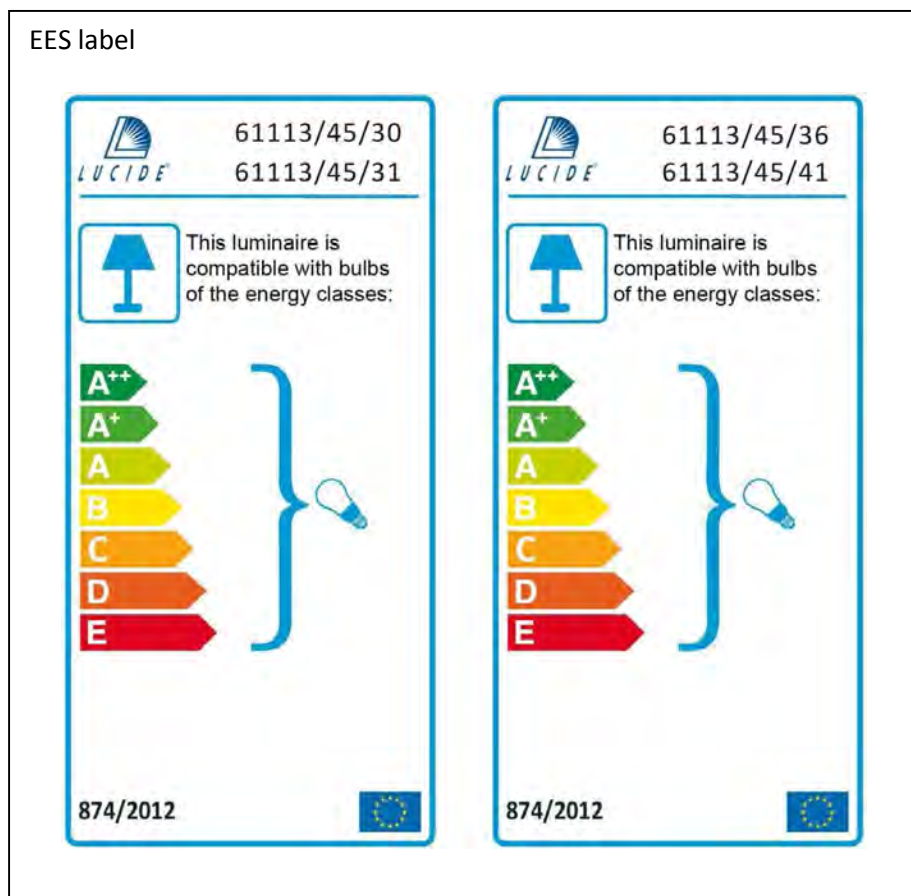 EES label
LUCIDE®
61113/45/30
61113/45/31
This luminaire is
compatible with bulbs
of the energy classes:
A++
A+
A
B
C
D
E
874/2012
LUCIDE®
61113/45/36
61113/45/41
This luminaire is
compatible with bulbs
of the energy classes:
A++
A+
A
B
C
D
E
874/2012